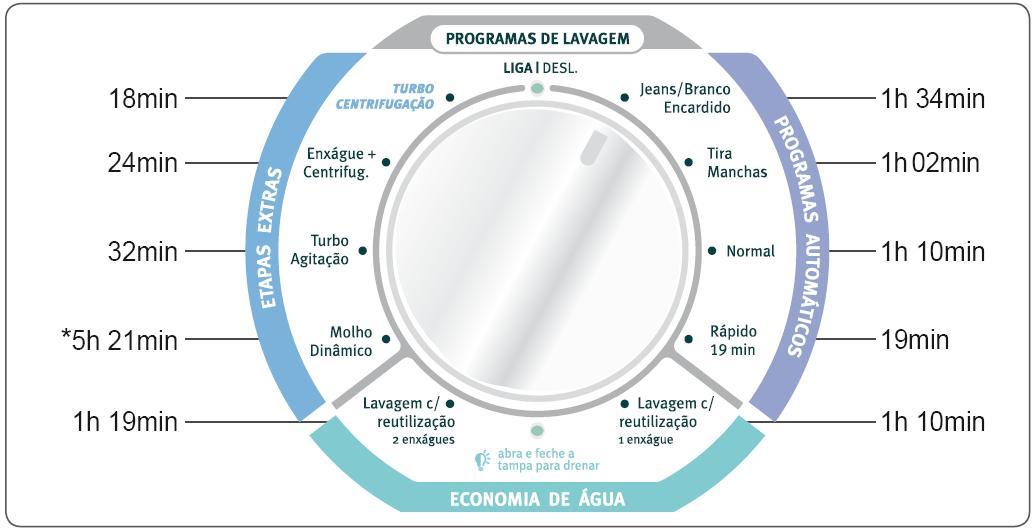 PROGRAMAS DE LAVAGEM
LIGA | DESL.
TURBO
CENTRIFUGAÇÃO
Jeans/Branco
Encardido
18min
1h 34min
Enxágue +
Centrifug.
Tira
Manchas
24min
1h 02min
Turbo
Agitação
Normal
32min
1h 10min
Molho
Dinâmico
Rápido
19 min
*5h 21min
19min
ETAPAS EXTRAS
PROGRAMAS AUTOMÁTICOS
Lavagem c/
reutilização
2 enxágues
Lavagem c/
reutilização
1 enxágue
1h 19min
1h 10min
abra e feche a
tampa para drenar
ECONOMIA DE ÁGUA